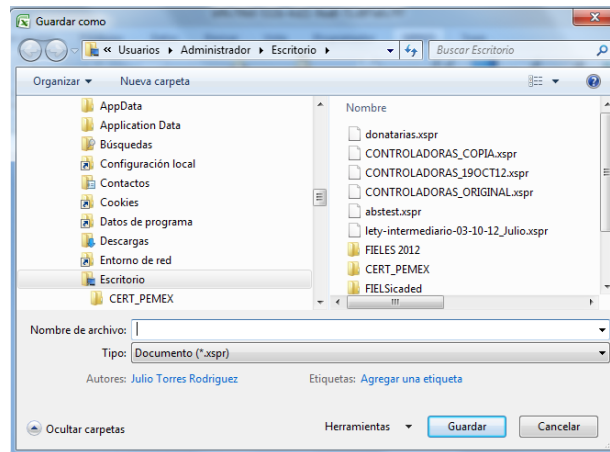 Guardar como
« Usuarios ▸ Administrador ▸ Escritorio ▸ Buscar Escritorio
Organizar Nueva carpeta
AppData
Application Data
Búsquedas
Configuración local
Contactos
Cookies
Datos de programa
Descargas
Entorno de red
Escritorio
CERT_PEMEX
Nombre
donatarias.xspr
CONTROLADORAS_COPIA.xspr
CONTROLADORAS_19OCT12.xspr
CONTROLADORAS_ORIGINAL.xspr
abstest.xspr
lety-intermediario-03-10-12_Julio.xspr
FIELES 2012
CERT_PEMEX
FIELSicaded
Nombre de archivo:
Tipo: Documento (*.xspr)
Autores: Julio Torres Rodriguez Etiquetas: Agregar una etiqueta
Ocultar carpetas Herramientas Guardar Cancelar